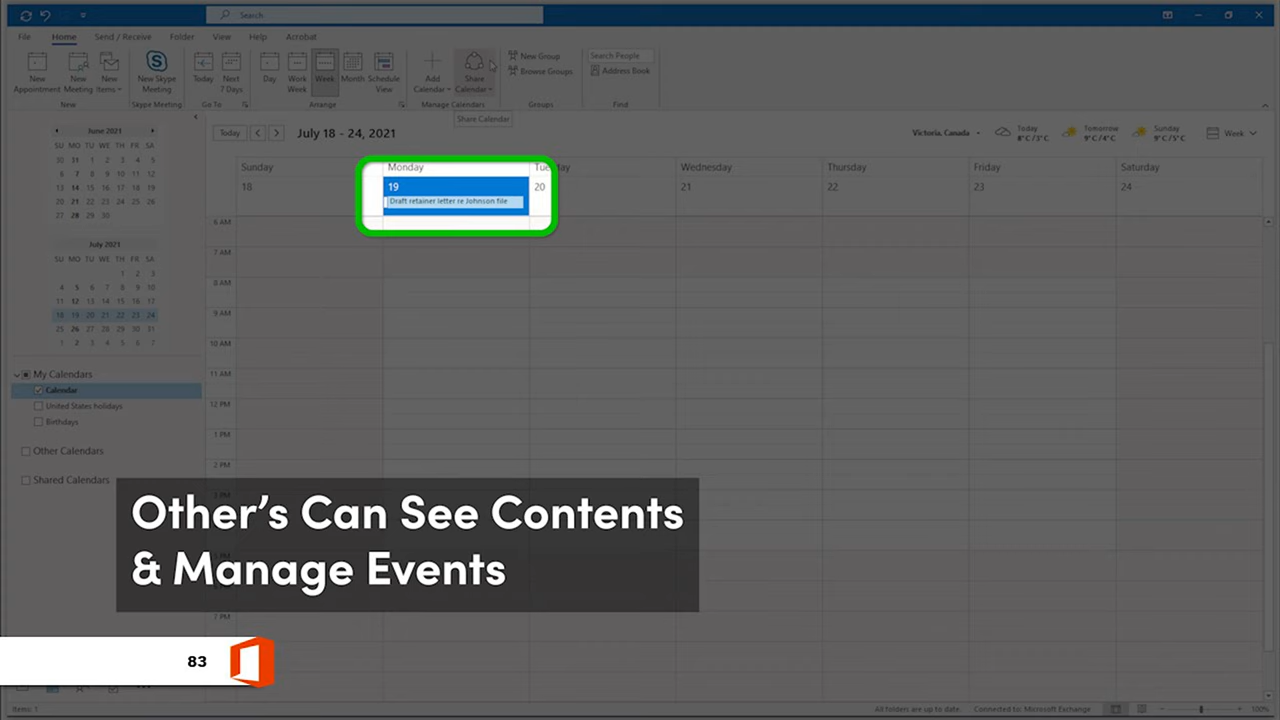 Search
File Home Send / Receive Folder View Help Acrobat
New Appointment
New Meeting
New Items
New Skype Meeting
Today
Next 7 Days
Day
Work Week
Week
Month
Schedule View
Add Calendar
Share Calendar
New Group
Browse Groups
Search People
Address Book
New
Skype Meeting
Go To
Arrange
Manage Calendars
Groups
Find
Share Calendar
June 2021
SU MO TU WE TH FR SA
30 31 1 2 3 4 5
6 7 8 9 10 11 12
13 14 15 16 17 18 19
20 21 22 23 24 25 26
27 28 29 30
July 2021
SU MO TU WE TH FR SA
1 2 3
4 5 6 7 8 9 10
11 12 13 14 15 16 17
18 19 20 21 22 23 24
25 26 27 28 29 30 31
1 2 3 4 5 6 7
My Calendars
Calendar
United States holidays
Birthdays
Other Calendars
Shared Calendars
Today
July 18 - 24, 2021
Victoria, Canada
Today
8°C/3°C
Tomorrow
9°C/4°C
Sunday
9°C/5°C
Week
Sunday Monday Tuesday Wednesday Thursday Friday Saturday
18 19 20 21 22 23 24
Draft retainer letter re Johnson file
6 AM
7 AM
8 AM
9 AM
10 AM
11 AM
12 PM
1 PM
2 PM
3 PM
7 PM
Other's Can See Contents
& Manage Events
83
Items: 1
All folders are up to date. Connected to: Microsoft Exchange
100%